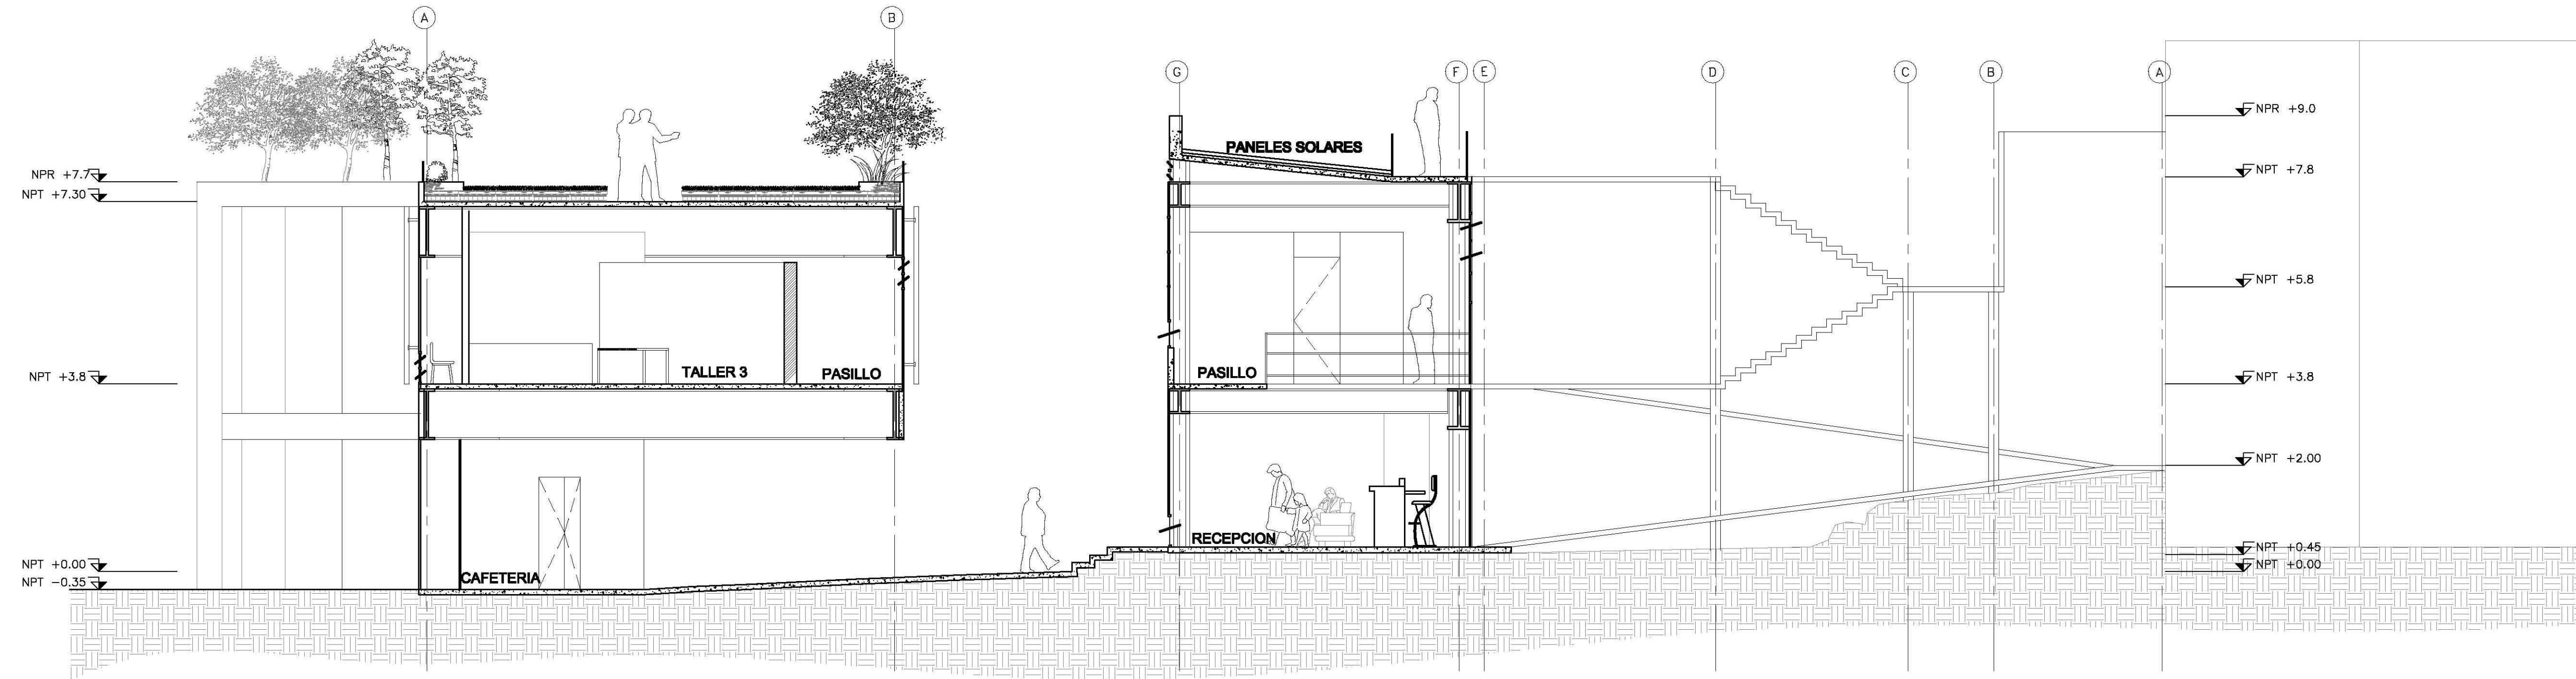 A
B
G
F
E
D
C
B
A
NPR +9.0
PANELES SOLARES
NPR +7.7
NPT +7.8
NPT +7.30
NPT +5.8
TALLER 3
PASILLO
PASILLO
NPT +3.8
NPT +3.8
NPT +2.00
RECEPCION
NPT +0.45
NPT +0.00
NPT +0.00
CAFETERIA
NPT -0.35